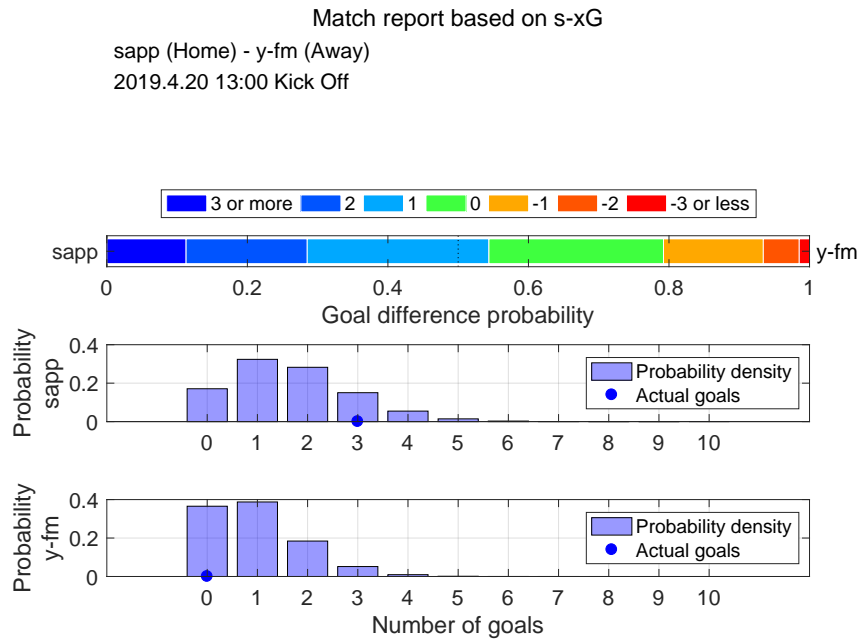 Match report based on s-xG
sapp (Home) - y-fm (Away)
2019.4.20 13:00 Kick Off
3 or more 2 1 0 -1 -2 -3 or less
sapp y-fm
0 0.2 0.4 0.6 0.8 1
Goal difference probability
Probability
sapp
0.4
0.2
0
Probability density
Actual goals
0 1 2 3 4 5 6 7 8 9 10
Probability
y-fm
0.4
0.2
0
Probability density
Actual goals
0 1 2 3 4 5 6 7 8 9 10
Number of goals